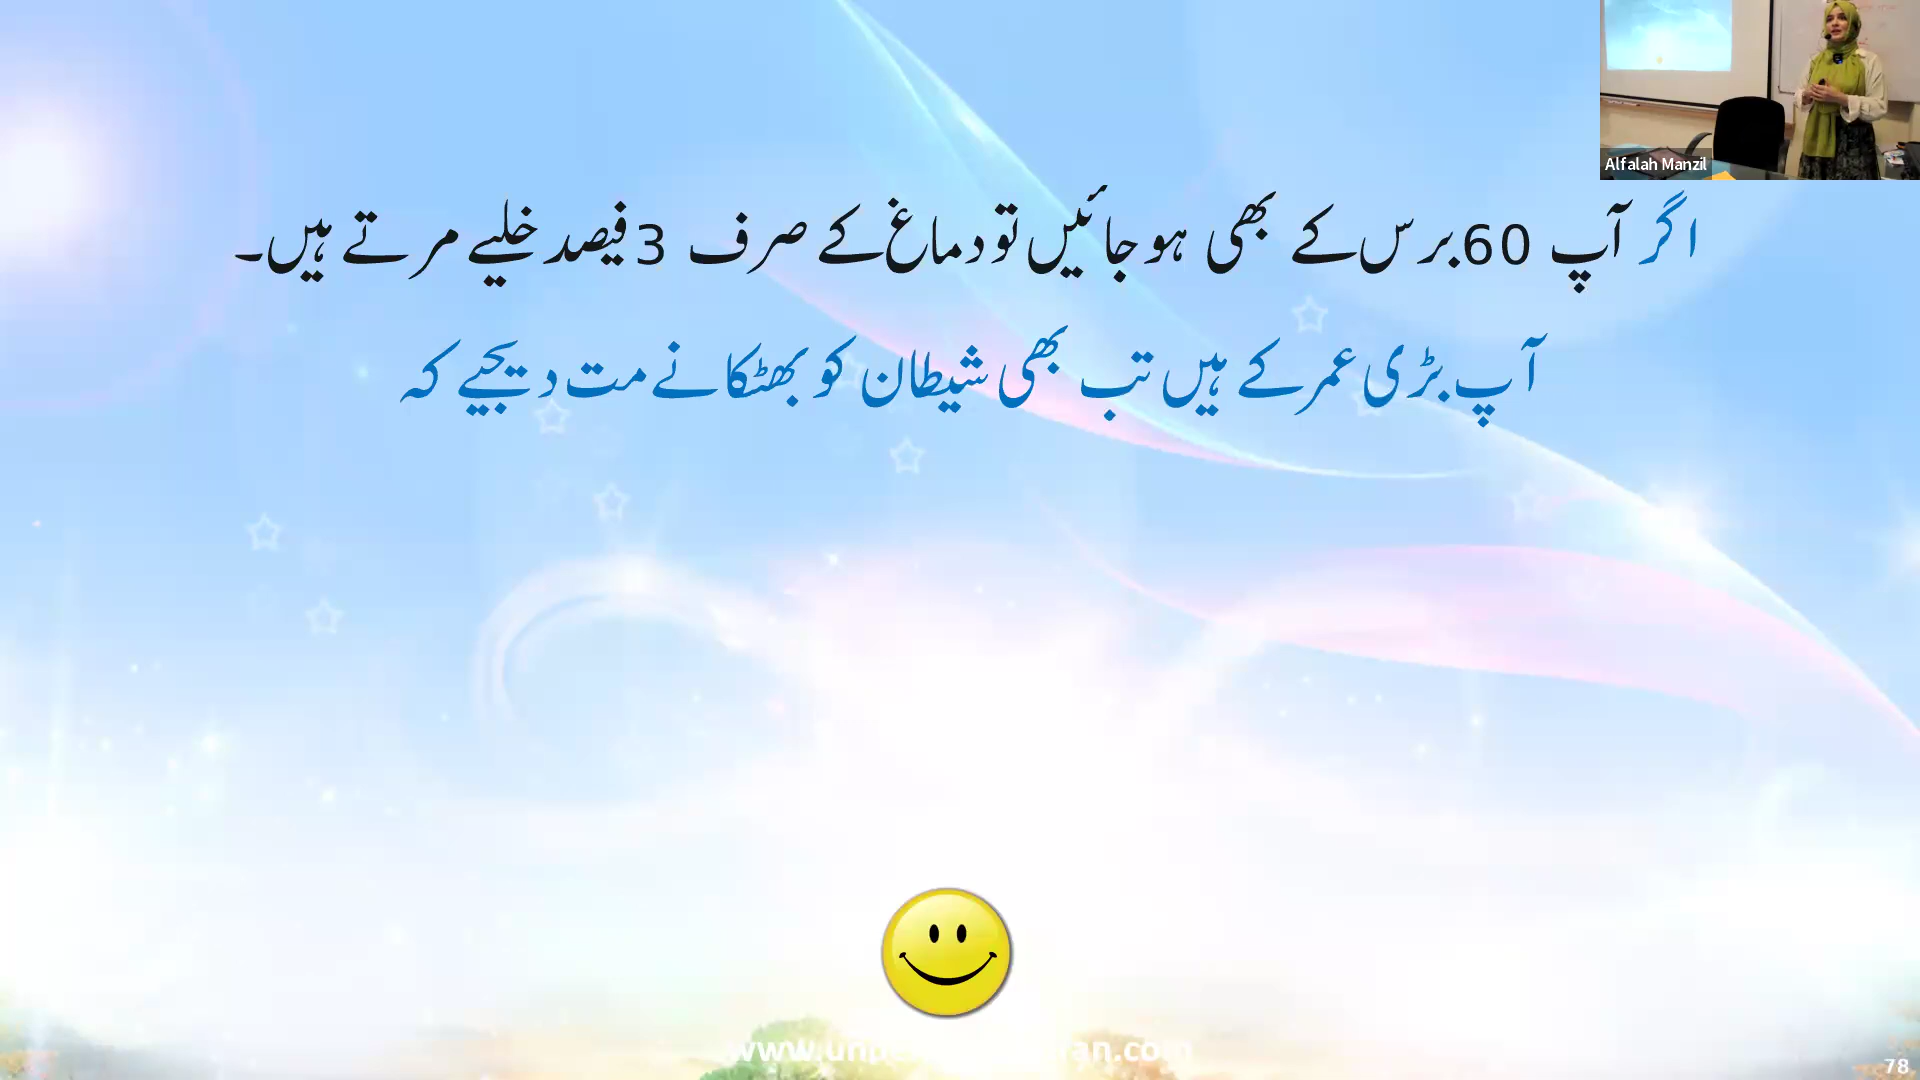 Alfalah Manzil
اگر آپ 60 برس کے بھی ہو جائیں تو دماغ کے صرف 3 فیصد خلیے مرتے ہیں۔
آپ بڑی عمر کے ہیں تب بھی شیطان کو بھٹکانے مت دیجیے کہ
78